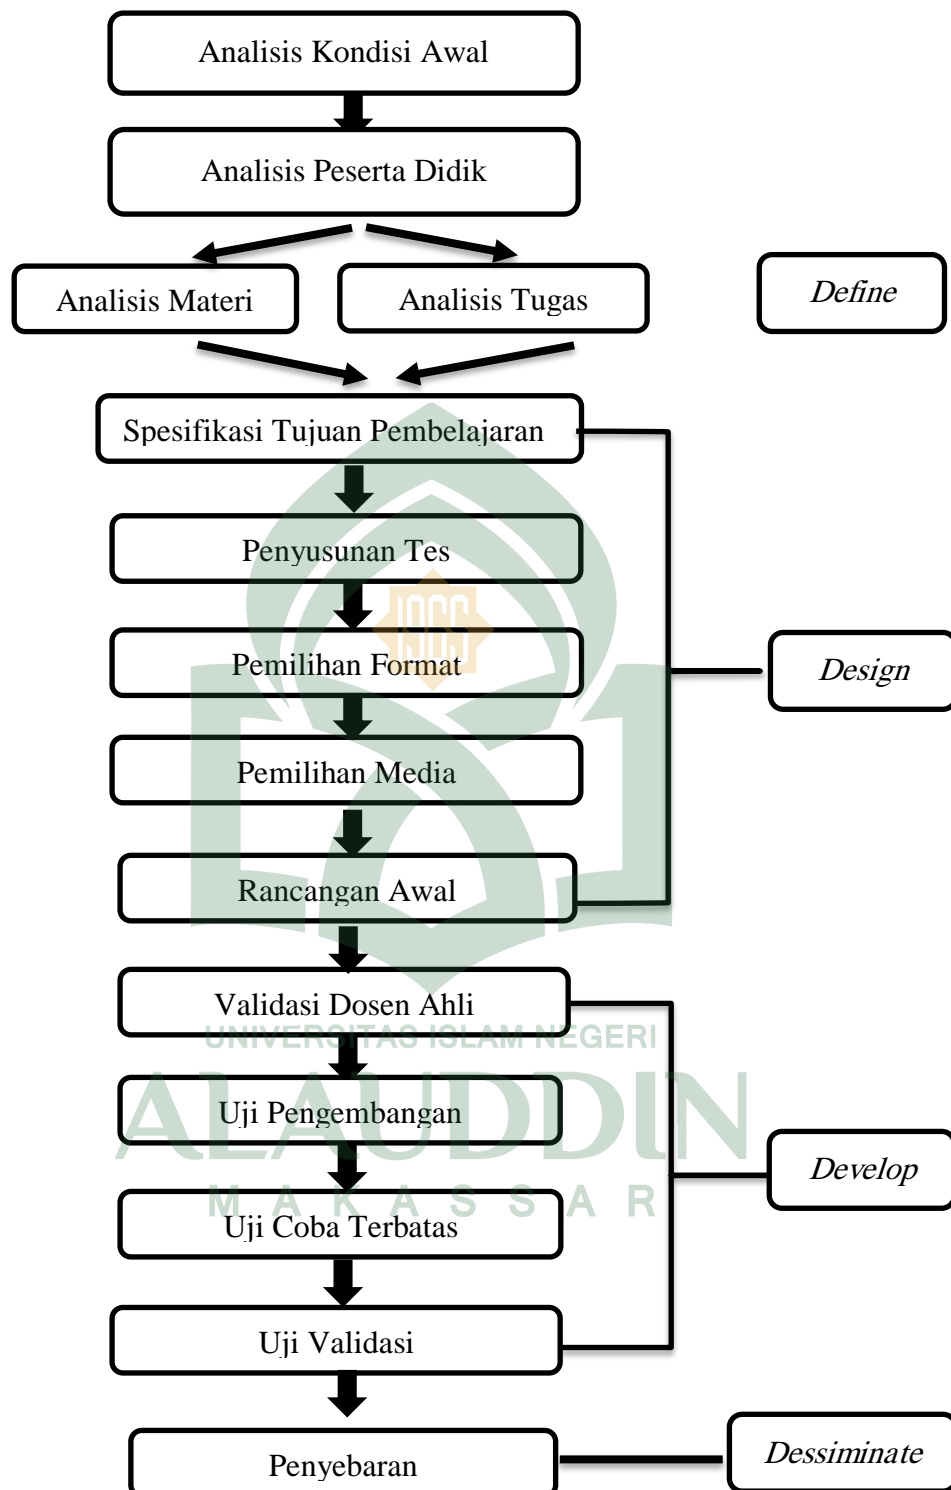 Analisis Kondisi Awal
Analisis Peserta Didik
Analisis Materi
Analisis Tugas
Define
Spesifikasi Tujuan Pembelajaran
Penyusunan Tes
Pemilihan Format
Design
Pemilihan Media
Rancangan Awal
Validasi Dosen Ahli
UNIVERSITAS ISLAM NEGERI
Uji Pengembangan
ALAUDDIN
Develop
MAKASSAR
Uji Coba Terbatas
Uji Validasi
Penyebaran
Dessiminate